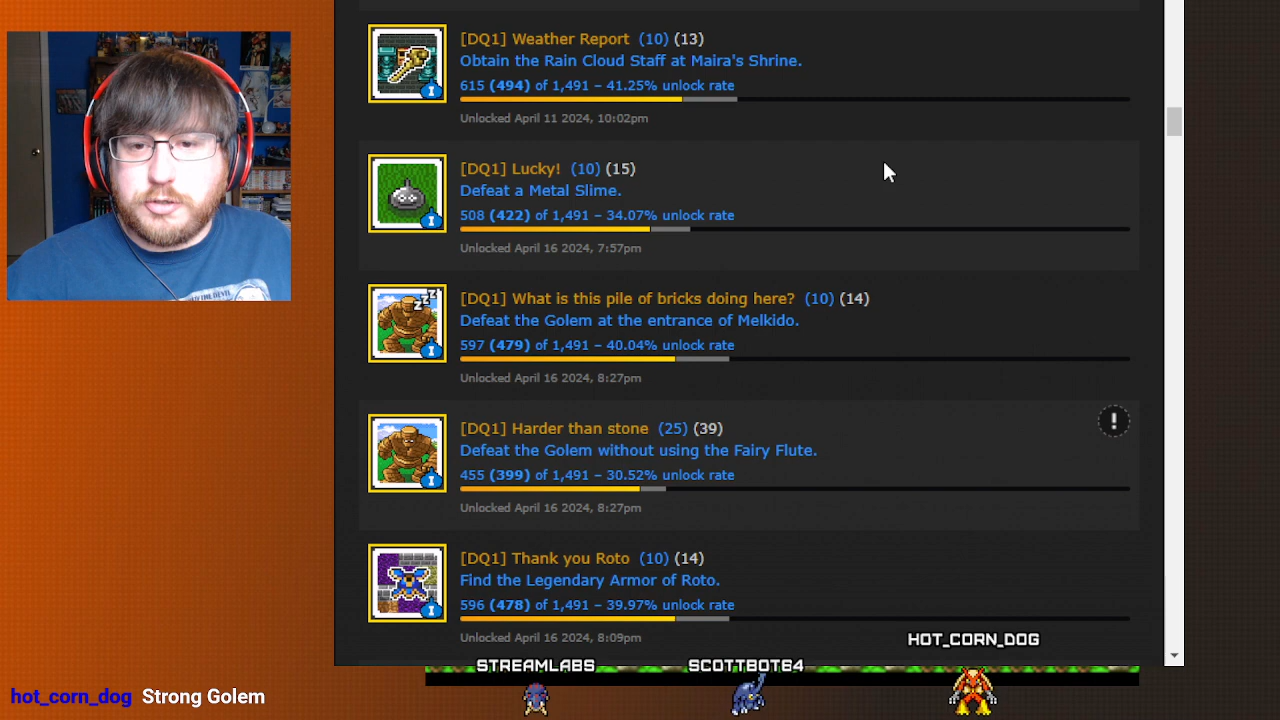 [DQ1] Weather Report (10) (13)
Obtain the Rain Cloud Staff at Maira's Shrine.
615 (494) of 1,491 – 41.25% unlock rate
Unlocked April 11 2024, 10:02pm
[DQ1] Lucky! (10) (15)
Defeat a Metal Slime.
508 (422) of 1,491 – 34.07% unlock rate
Unlocked April 16 2024, 7:57pm
[DQ1] What is this pile of bricks doing here? (10) (14)
Defeat the Golem at the entrance of Melkido.
597 (479) of 1,491 – 40.04% unlock rate
Unlocked April 16 2024, 8:27pm
[DQ1] Harder than stone (25) (39)
Defeat the Golem without using the Fairy Flute.
455 (399) of 1,491 – 30.52% unlock rate
Unlocked April 16 2024, 8:27pm
[DQ1] Thank you Roto (10) (14)
Find the Legendary Armor of Roto.
596 (478) of 1,491 – 39.97% unlock rate
Unlocked April 16 2024, 8:09pm
HOT_CORN_DOG
STREAMLABS
SCOTTBOT64
hot_corn_dog Strong Golem